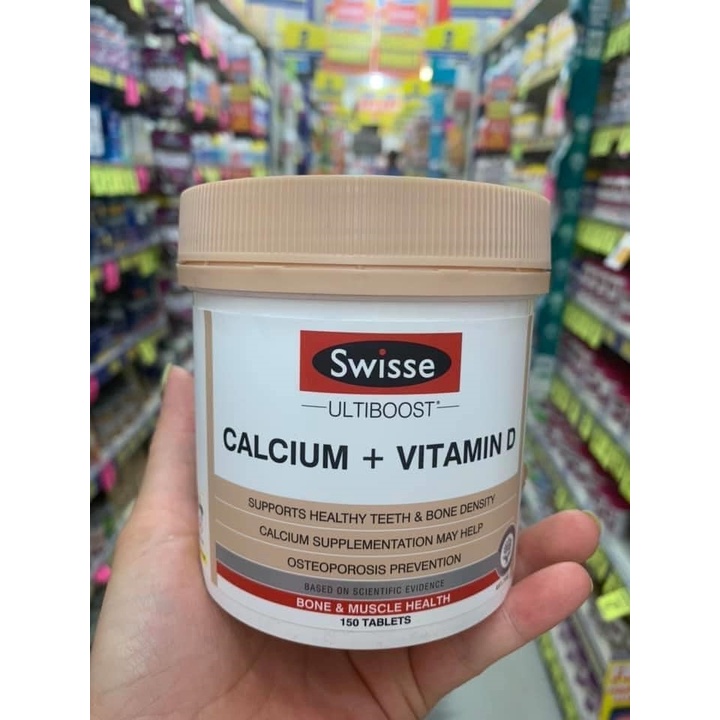 Swisse
ULTIBOOST®
CALCIUM + VITAMIN D
SUPPORTS HEALTHY TEETH & BONE DENSITY
CALCIUM SUPPLEMENTATION MAY HELP
OSTEOPOROSIS PREVENTION
BASED ON SCIENTIFIC EVIDENCE
BONE & MUSCLE HEALTH
150 TABLETS